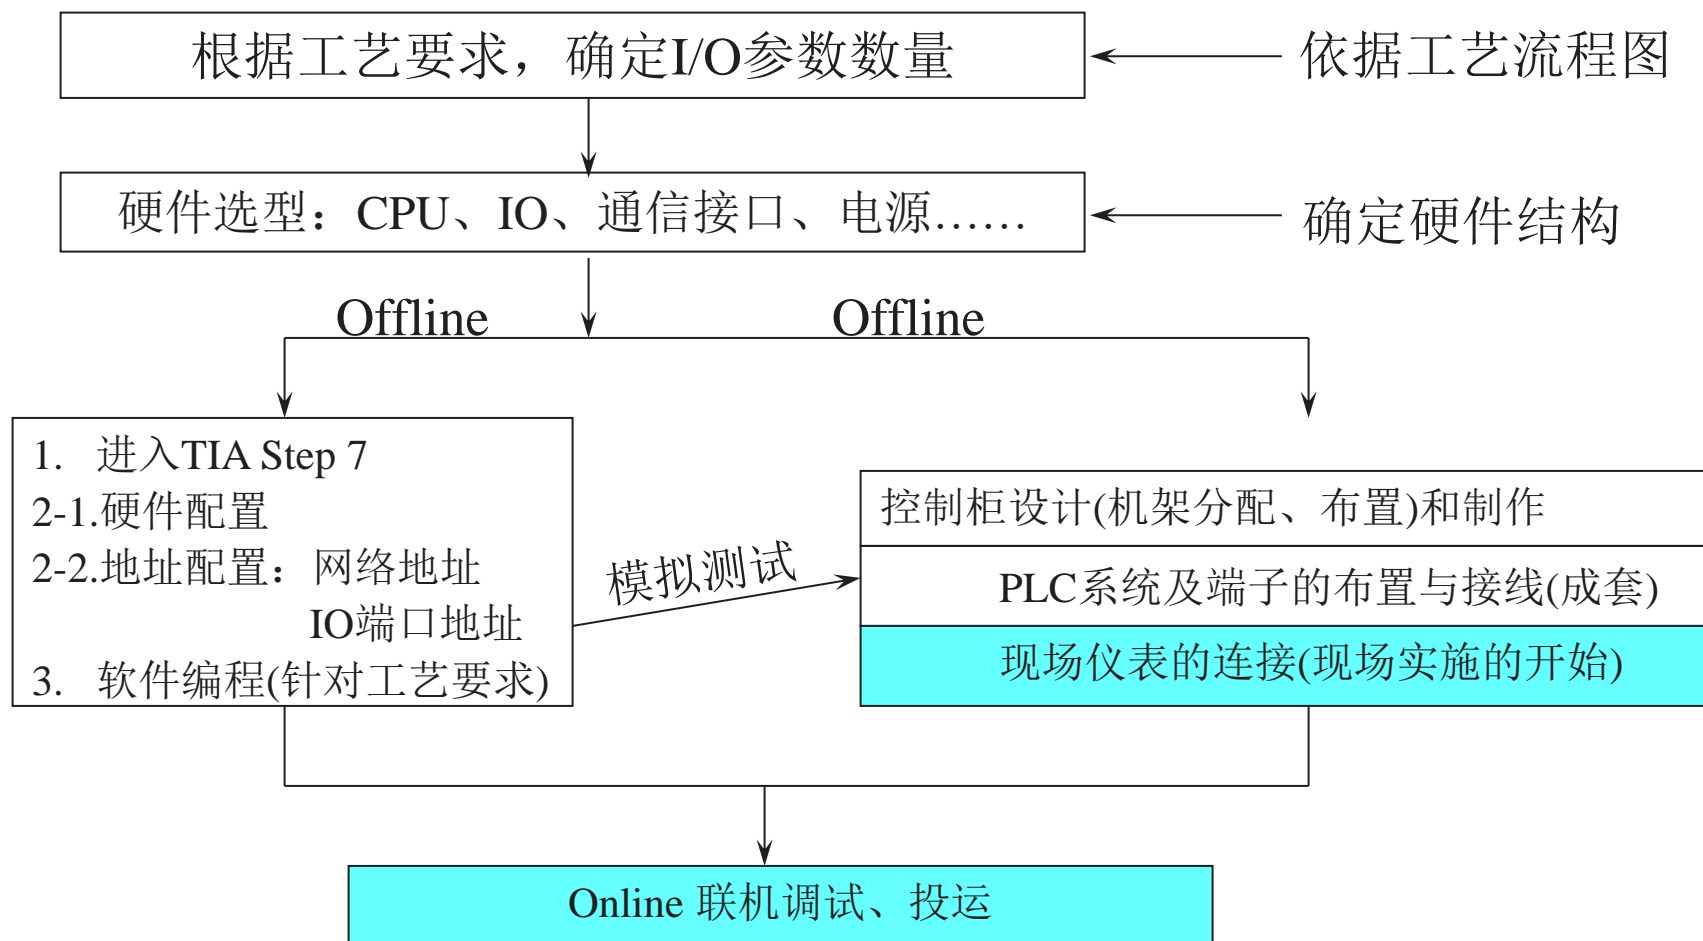 根据工艺要求，确定I/O参数数量
依据工艺流程图
硬件选型：CPU、IO、通信接口、电源……
确定硬件结构
Offline
Offline
1. 进入TIA Step 7
2-1.硬件配置
2-2.地址配置：网络地址
IO端口地址
3. 软件编程(针对工艺要求)
模拟测试
控制柜设计(机架分配、布置)和制作
PLC系统及端子的布置与接线(成套)
现场仪表的连接(现场实施的开始)
Online 联机调试、投运